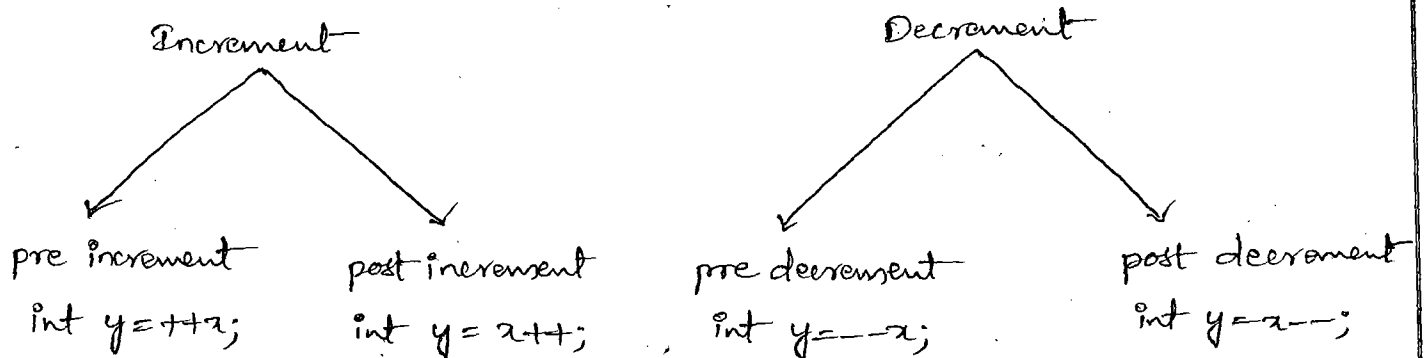 Increment
Decrement
pre increment
post increment
pre decrement
post decrement
int y=++x;
int y=x++;
int y=--x;
int y=x--;